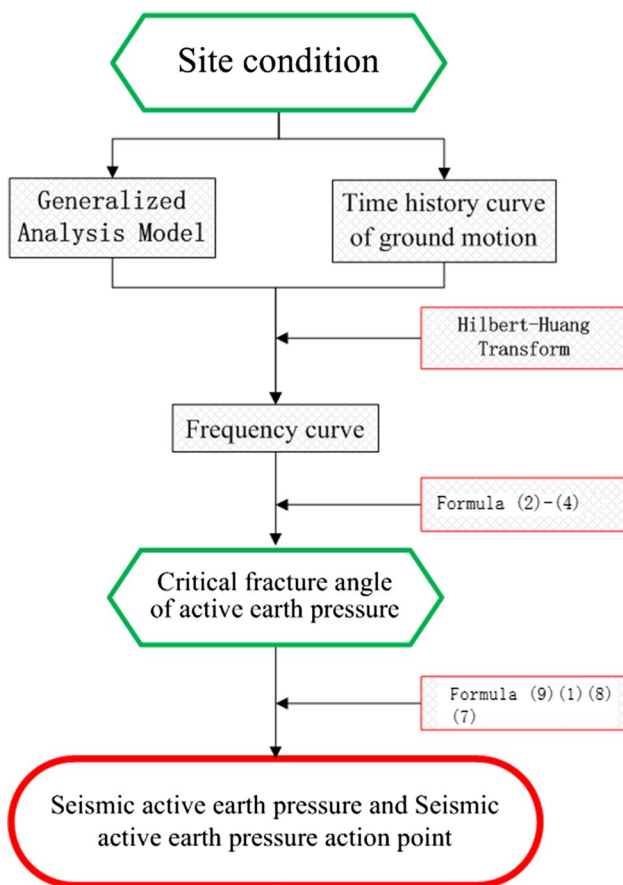 Site condition
Generalized
Analysis Model
Time history curve
of ground motion
Hilbert-Huang
Transform
Frequency curve
Formula (2)-(4)
Critical fracture angle
of active earth pressure
Formula (9)(1)(8)
(7)
Seismic active earth pressure and Seismic
active earth pressure action point